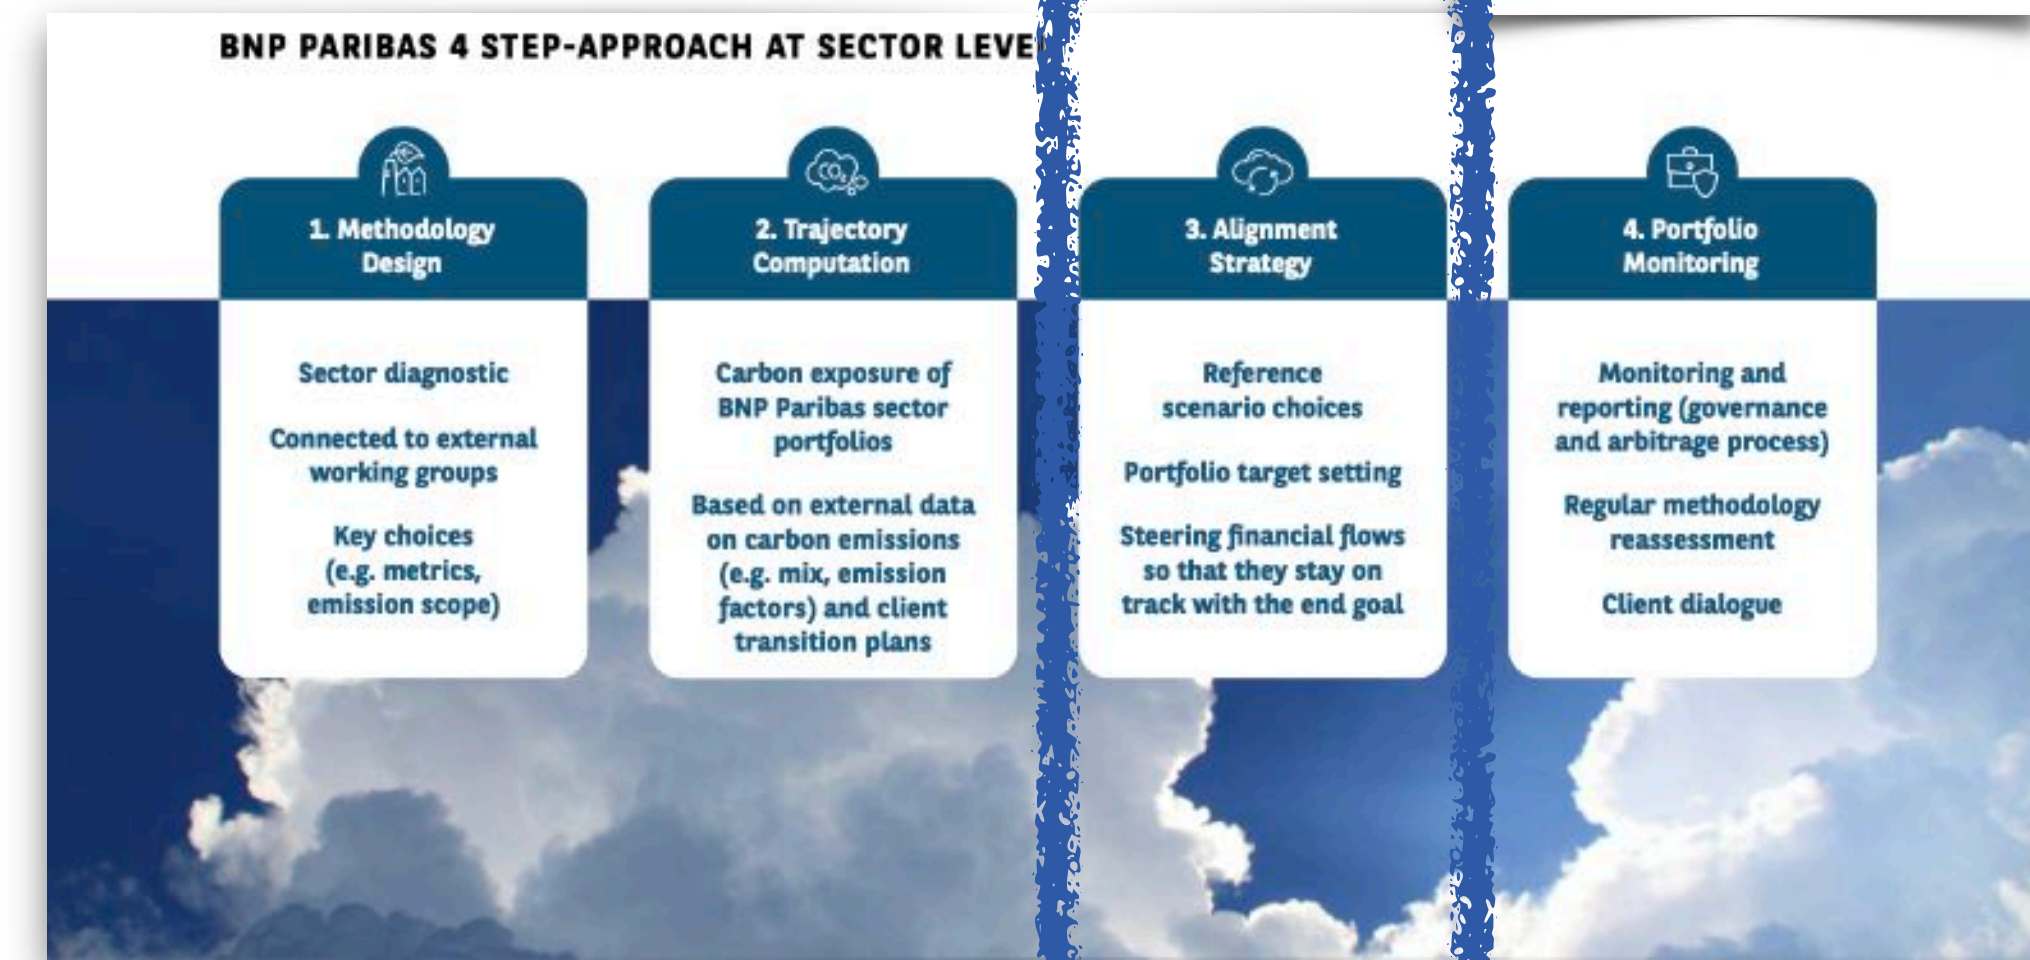 BNP PARIBAS 4 STEP-APPROACH AT SECTOR LEVE
1. Methodology
Design
Sector diagnostic
Connected to external
working groups
Key choices
(e.g. metrics,
emission scope)
CO₂
2. Trajectory
Computation
Carbon exposure of
BNP Paribas sector
portfolios
Based on external data
on carbon emissions
(e.g. mix, emission
factors) and client
transition plans
3. Alignment
Strategy
Reference
scenario choices
Portfolio target setting
Steering financial flows
so that they stay on
track with the end goal
4. Portfolio
Monitoring
Monitoring and
reporting (governance
and arbitrage process)
Regular methodology
reassessment
Client dialogue